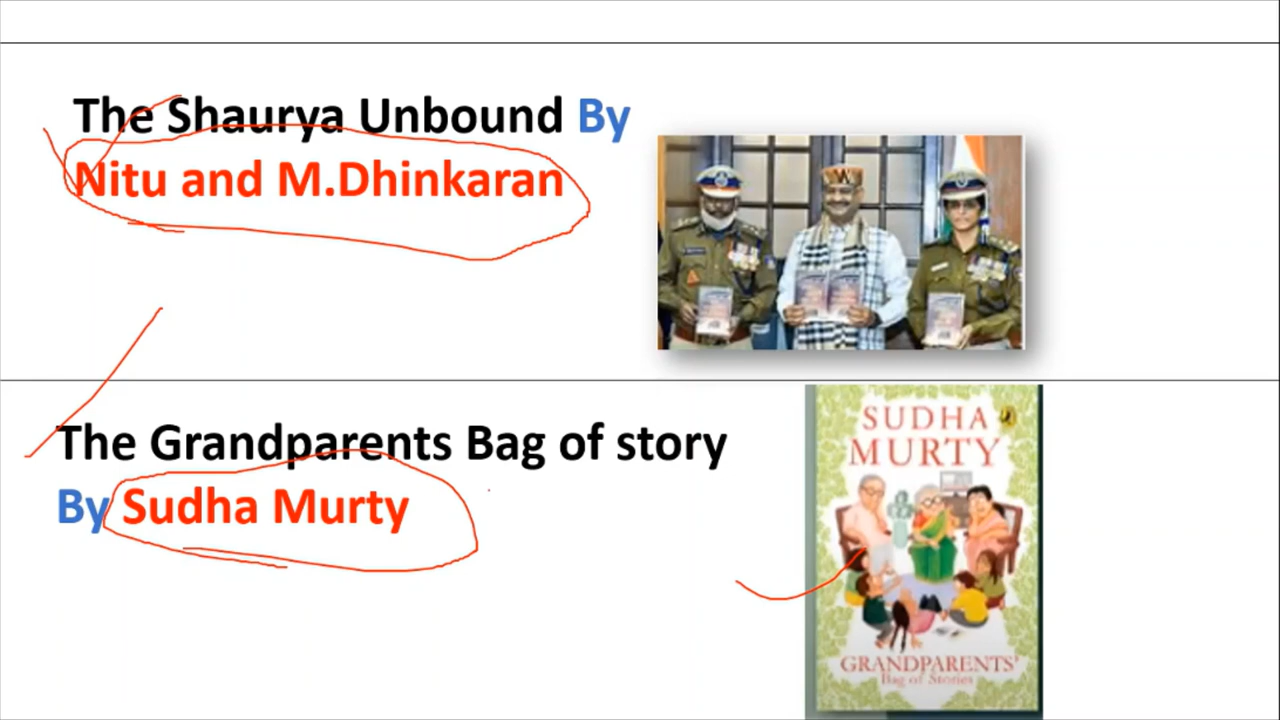 The Shaurya Unbound By
Nitu and M.Dhinkaran
The Grandparents Bag of story
By Sudha Murty
SUDHA
MURTY
GRANDPARENTS'
Bag of Stories